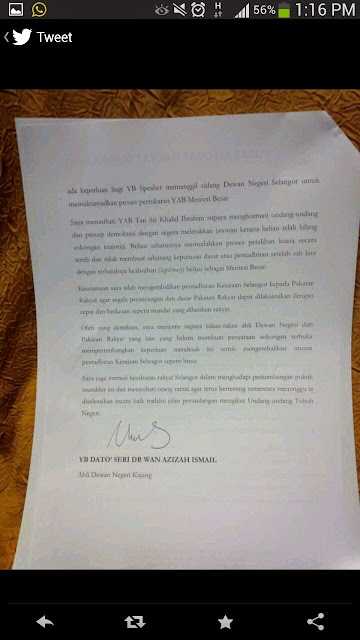 56% 1:16 PM
Tweet
ada keperluan bagi YB Speaker memanggil sidang Dewan Negeri Selangor untuk
memuktamadkan proses pertukaran YAB Menteri Besar
Saya menasihati YAB Tan Sri Khalid Ibrahim supaya menghormati undang-undang
dan prinsip demokrasi dengan segera meletakkan jawatan kerana beliau telah hilang
sokongan majoriti. Beliau seharusnya memudahkan proses peralihan kuasa secara
tertib dan tidak membuat sebarang keputusan dasar atau pentadbiran setelah sah kini
dengan terbatalnya keabsahan (legitimacy) beliau sebagai Menteri Besar
Keutamaan saya ialah mengembalikan pentadbiran Kerajaan Selangor kepada Pakatan
Rakyat agar segala perancangan dan dasar Pakatan Rakyat dapat dilaksanakan dengan
cepat dan berkesan seperti mandat yang diberikan rakyat
Oleh yang demikian, saya menyeru supaya rakan-rakan ahli Dewan Negeri dari
Pakatan Rakyat yang lain yang belum membuat penyataan sokongan terbuka
mempertimbangkan keperluan mendesak ini untuk mengembalikan urusan
pentadbiran Kerajaan Selangor seperti biasa.
Saya juga rakyat Selangor dalam menghadapi perkembangan politik
mutakhir ini dan menasihati orang ramai agar terus bertenang sementara menunggu ia
diselesaikan secara baik melalui jalan perundangan mengikut Undang-undang Tubuh
Negeri.
YB DATO' SERI DR WAN AZIZAH ISMAIL
Ahli Dewan Negeri Kajang